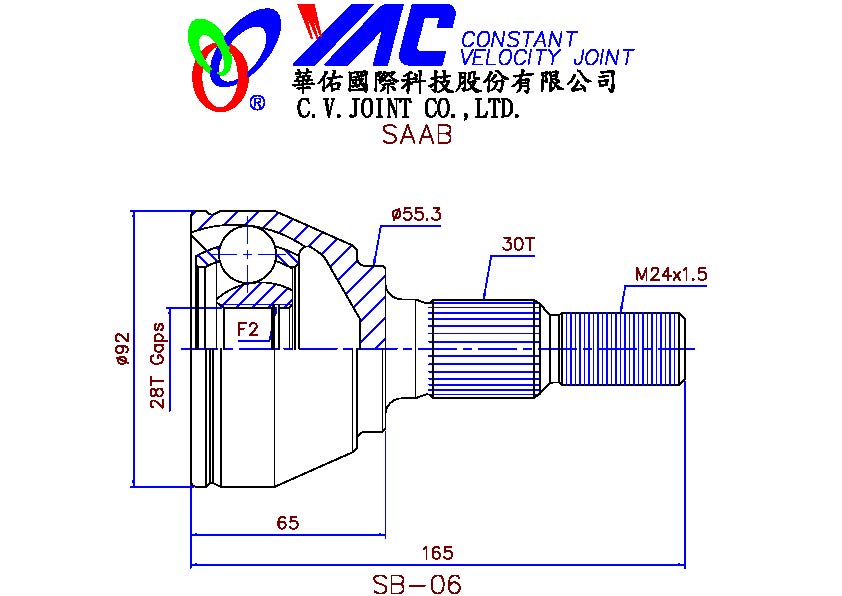 YAC CONSTANT
VELOCITY JOINT
®
華佑國際科技股份有限公司
C.V.JOINT CO.,LTD.
SAAB
ø55.3
30T
M24x1.5
F2
ø92
28T Gaps
65
165
SB-06